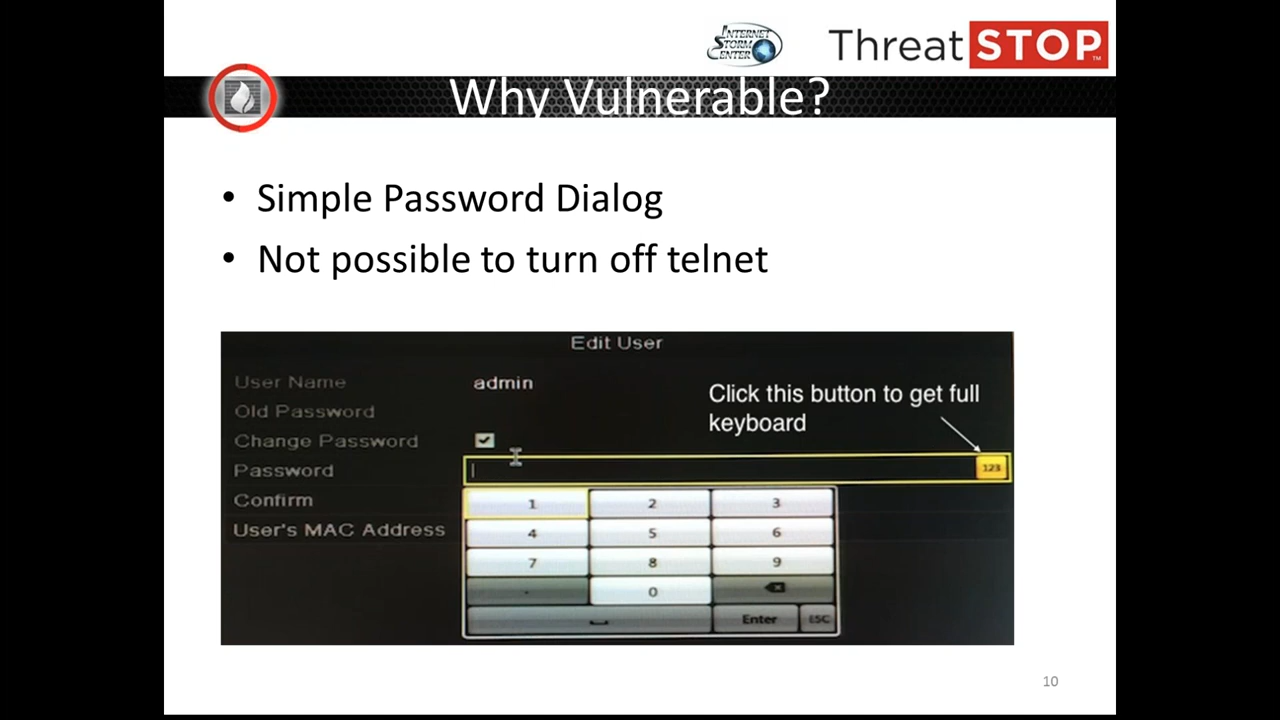 INTERNET
STORM
CENTER
ThreatSTOP™
Why Vulnerable?
• Simple Password Dialog
• Not possible to turn off telnet
Edit User
User Name admin
Old Password
Change Password
Click this button to get full
keyboard
Password 123
Confirm
User's MAC Address
1 2 3
4 5 6
7 8 9
. 0
Enter ESC
10